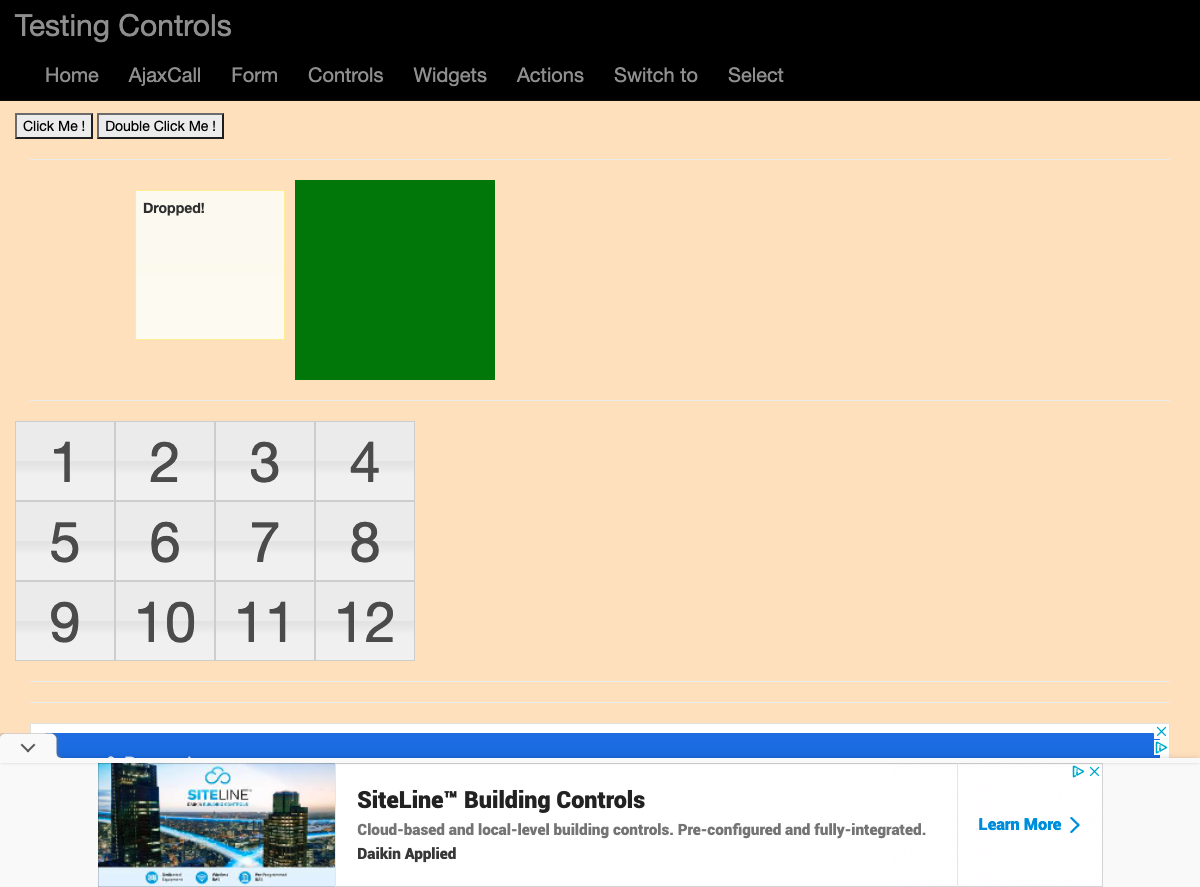 Testing Controls
Home AjaxCall Form Controls Widgets Actions Switch to Select
Click Me ! Double Click Me !
Dropped!
1 2 3 4
5 6 7 8
9 10 11 12
SITELINE™
SiteLine™ Building Controls
Cloud-based and local-level building controls. Pre-configured and fully-integrated.
Daikin Applied
Learn More